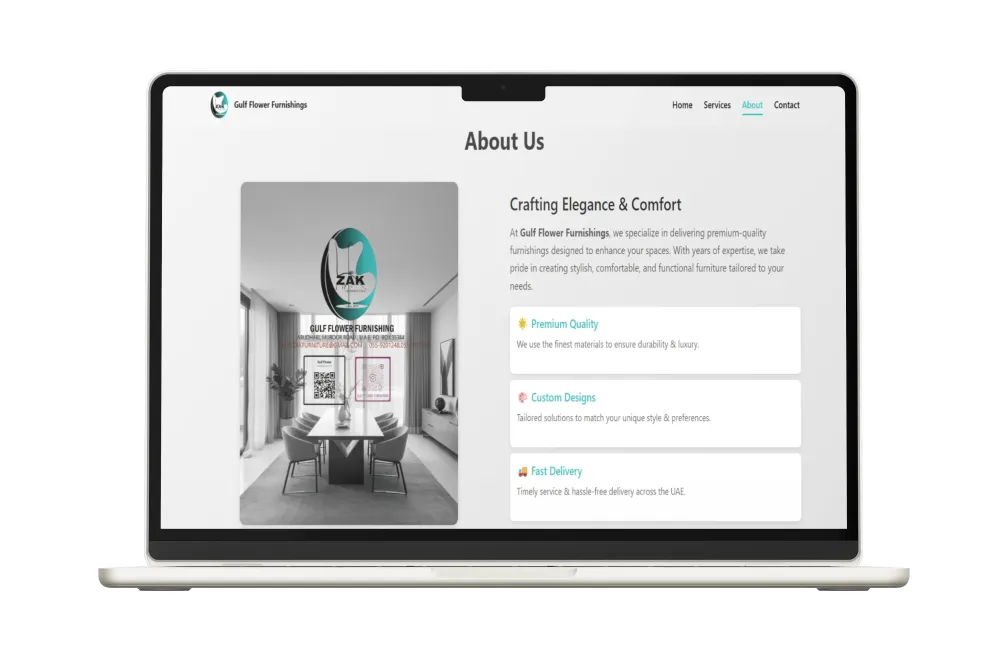 ZAK
Gulf Flower Furnishings
Home
Services
About
Contact
About Us
ZAK
GULF FLOWER FURNISHING
Crafting Elegance & Comfort
At Gulf Flower Furnishings, we specialize in delivering premium-quality
furnishings designed to enhance your spaces. With years of expertise, we take
pride in creating stylish, comfortable, and functional furniture tailored to your
needs.
Premium Quality
We use the finest materials to ensure durability & luxury.
Custom Designs
Tailored solutions to match your unique style & preferences.
Fast Delivery
Timely service & hassle-free delivery across the UAE.